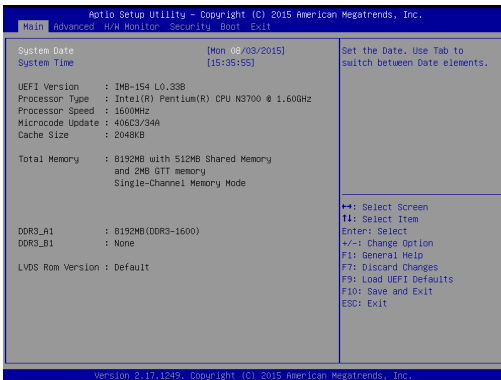 Aptio Setup Utility – Copyright (C) 2015 American Megatrends, Inc.
Main Advanced H/W Monitor Security Boot Exit
System Date [Mon 08/03/2015]
System Time [15:35:55]
UEFI Version : IMB-154 L0.33B
Processor Type : Intel(R) Pentium(R) CPU N3700 @ 1.60GHz
Processor Speed : 1600MHz
Microcode Update : 406C3/34A
Cache Size : 2048KB
Total Memory : 8192MB with 512MB Shared Memory
and 2MB GTT memory
Single-Channel Memory Mode
DDR3_A1 : 8192MB(DDR3-1600)
DDR3_B1 : None
LVDS Rom Version : Default
Set the Date. Use Tab to
switch between Date elements.
↔: Select Screen
↑↓: Select Item
Enter: Select
+/-: Change Option
F1: General Help
F7: Discard Changes
F9: Load UEFI Defaults
F10: Save and Exit
ESC: Exit
Version 2.17.1249. Copyright (C) 2015 American Megatrends, Inc.